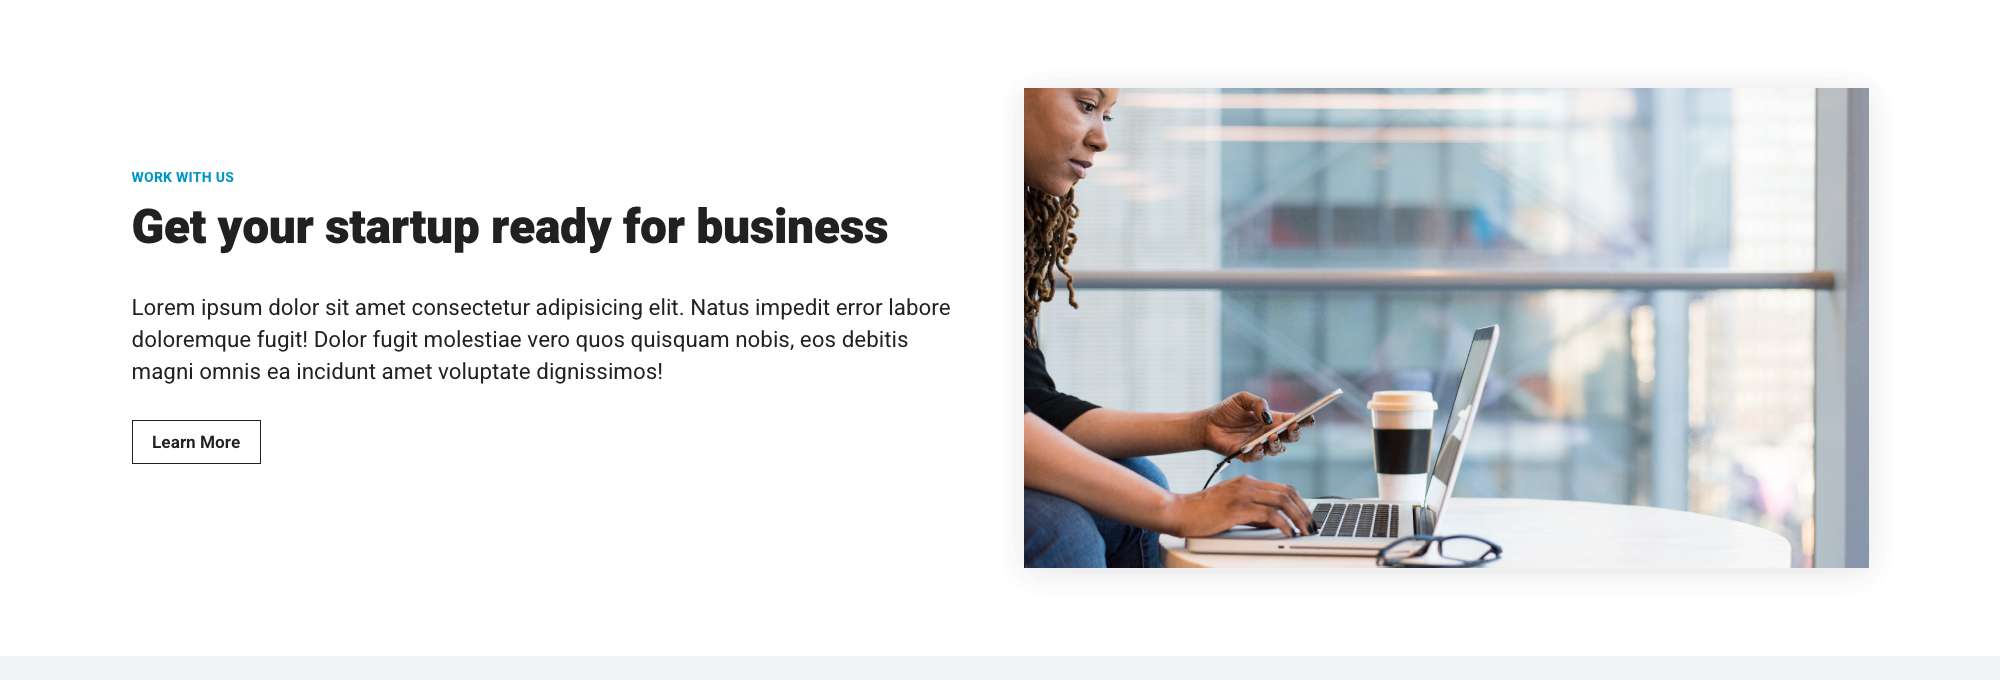 WORK WITH US
Get your startup ready for business
Lorem ipsum dolor sit amet consectetur adipisicing elit. Natus impedit error labore
doloremque fugit! Dolor fugit molestiae vero quos quisquam nobis, eos debitis
magni omnis ea incidunt amet voluptate dignissimos!
Learn More